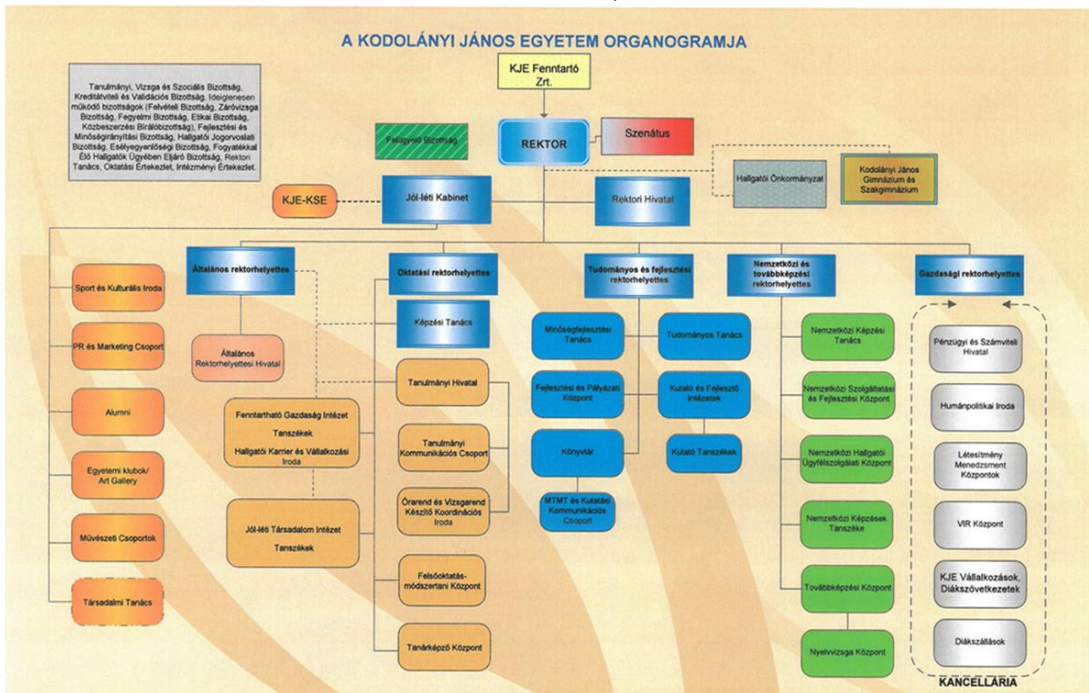 A KODOLÁNYI JÁNOS EGYETEM ORGANOGRAMJA
KJE Fenntartó
Zrt.
Tanulmányi, Vizsga és Szociális Bizottság,
Kreditátviteli és Validációs Bizottság, Ideiglenesen
működő bizottságok (Felvételi Bizottság, Záróvizsga
Bizottság, Fegyelmi Bizottság, Etikai Bizottság,
Közbeszerzési Bírálóbizottság), Fejlesztési és
Minőségirányítási Bizottság, Hallgatói Jogorvoslati
Bizottság, Esélyegyenlőségi Bizottság, Fogyatékkal
Élő Hallgatók Ügyében Eljáró Bizottság, Rektori
Tanács, Oktatási Értekezlet, Intézményi Értekezlet.
Felügyelő Bizottság
REKTOR
Szenátus
Hallgatói Önkormányzat
Kodolányi János
Gimnázium és
Szakgimnázium
KJE-KSE
Jól-léti Kabinet
Rektori Hivatal
Általános rektorhelyettes
Oktatási rektorhelyettes
Tudományos és fejlesztési
rektorhelyettes
Nemzetközi és
továbbképzési
rektorhelyettes
Gazdasági rektorhelyettes
Sport és Kulturális Iroda
PR és Marketing Csoport
Alumni
Egyetemi klubok/
Art Gallery
Művészeti Csoportok
Társadalmi Tanács
Általános
Rektorhelyettesi Hivatal
Fenntartható Gazdaság Intézet
Tanszékek
Hallgatói Karrier és Vállalkozási
Iroda
Jól-léti Társadalom Intézet
Tanszékek
Képzési Tanács
Tanulmányi Hivatal
Tanulmányi
Kommunikációs Csoport
Órarend és Vizsgarend
Készítő Koordinációs
Iroda
Felsőoktatás-
módszertani Központ
Tanárképző Központ
Minőségfejlesztési
Tanács
Tudományos Tanács
Fejlesztési és Pályázati
Központ
Kutató és Fejlesztő
intézetek
Könyvtár
Kutató Tanszékek
MTMT és Kutatási
Kommunikációs
Csoport
Nemzetközi Képzési
Tanács
Nemzetközi Szolgáltatási
és Fejlesztési Központ
Nemzetközi Hallgatói
Ügyfélszolgálati Központ
Nemzetközi Képzések
Tanszéke
Továbbképzési Központ
Nyelvvizsga Központ
Pénzügyi és Számviteli
Hivatal
Humánpolitikai Iroda
Létesítmény
Menedzsment
Központok
VIR Központ
KJE Vállalkozások,
Diákszövetkezetek
Diákszállások
KANCELLÁRIA